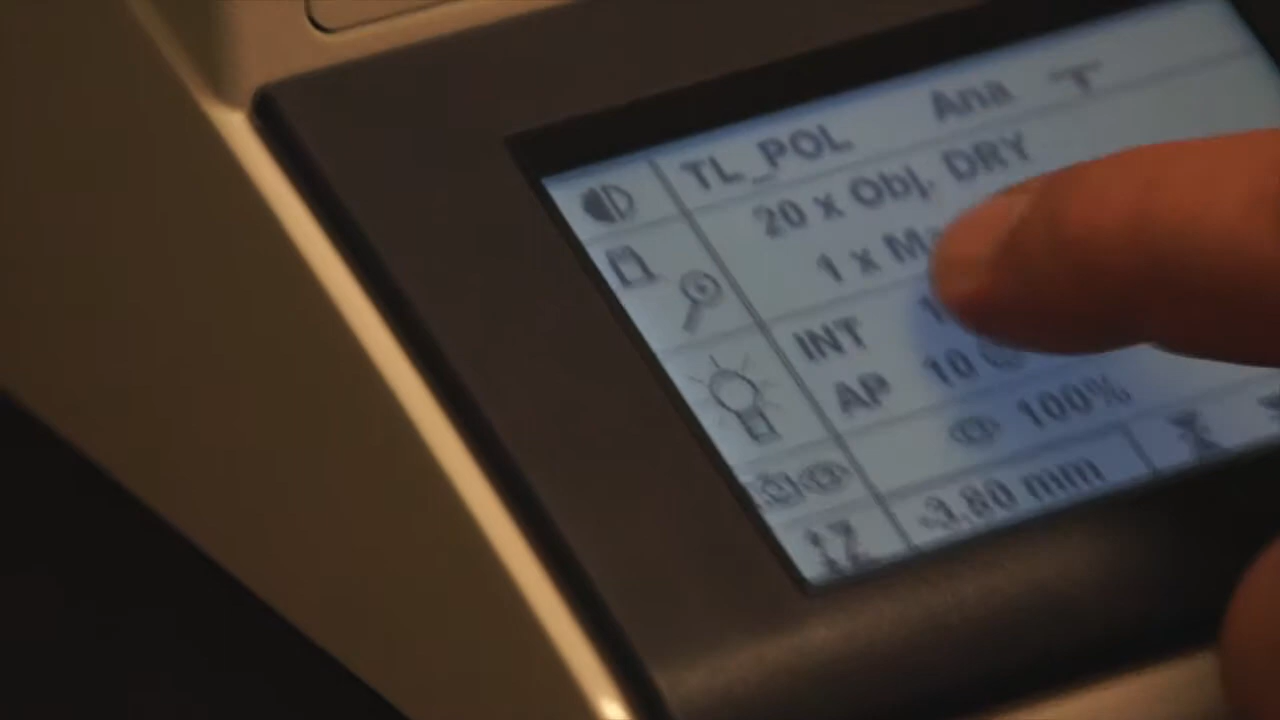 TL_POL Ana
20 x Obj. DRY
1 x
INT
AP 10
100%
-3.80 mm
Z